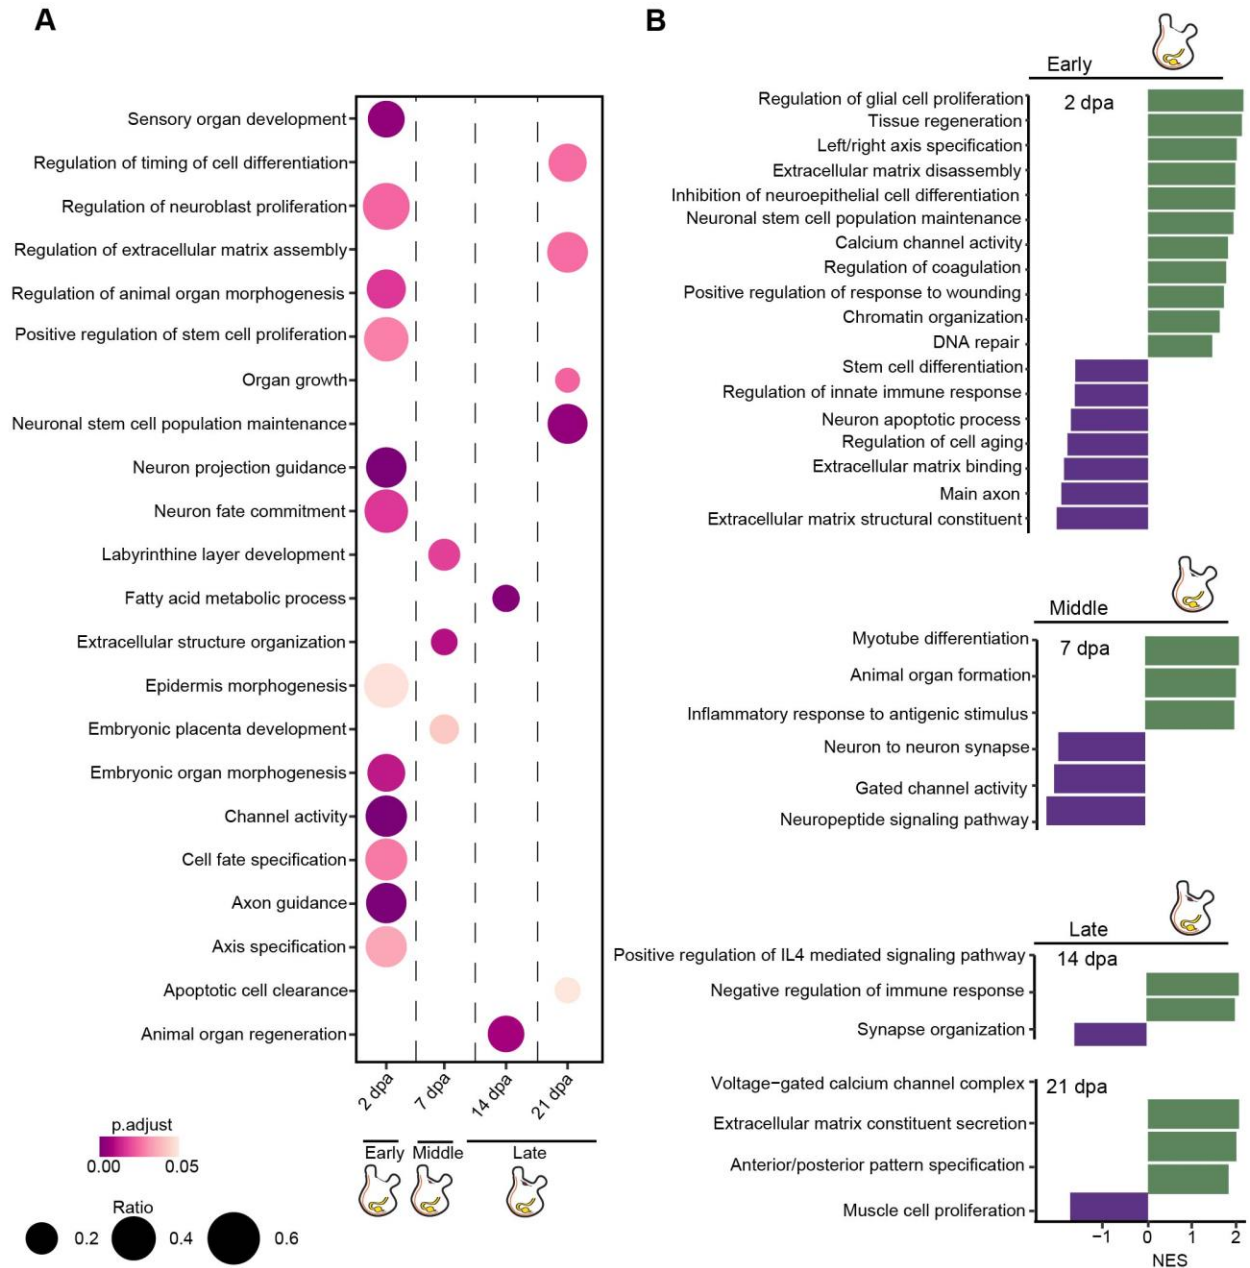 A
Sensory organ development
Regulation of timing of cell differentiation
Regulation of neuroblast proliferation
Regulation of extracellular matrix assembly
Regulation of animal organ morphogenesis
Positive regulation of stem cell proliferation
Organ growth
Neuronal stem cell population maintenance
Neuron projection guidance
Neuron fate commitment
Labyrinthine layer development
Fatty acid metabolic process
Extracellular structure organization
Epidermis morphogenesis
Embryonic placenta development
Embryonic organ morphogenesis
Channel activity
Cell fate specification
Axon guidance
Axis specification
Apoptotic cell clearance
Animal organ regeneration
2 dpa
7 dpa
14 dpa
21 dpa
Early
Middle
Late
p.adjust
0.00
0.05
Ratio
0.2
0.4
0.6
B
Early
2 dpa
Regulation of glial cell proliferation
Tissue regeneration
Left/right axis specification
Extracellular matrix disassembly
Inhibition of neuroepithelial cell differentiation
Neuronal stem cell population maintenance
Calcium channel activity
Regulation of coagulation
Positive regulation of response to wounding
Chromatin organization
DNA repair
Stem cell differentiation
Regulation of innate immune response
Neuron apoptotic process
Regulation of cell aging
Extracellular matrix binding
Main axon
Extracellular matrix structural constituent
Middle
7 dpa
Myotube differentiation
Animal organ formation
Inflammatory response to antigenic stimulus
Neuron to neuron synapse
Gated channel activity
Neuropeptide signaling pathway
Late
Positive regulation of IL4 mediated signaling pathway
14 dpa
Negative regulation of immune response
Synapse organization
Voltage−gated calcium channel complex
21 dpa
Extracellular matrix constituent secretion
Anterior/posterior pattern specification
Muscle cell proliferation
−1
0
1
2
NES